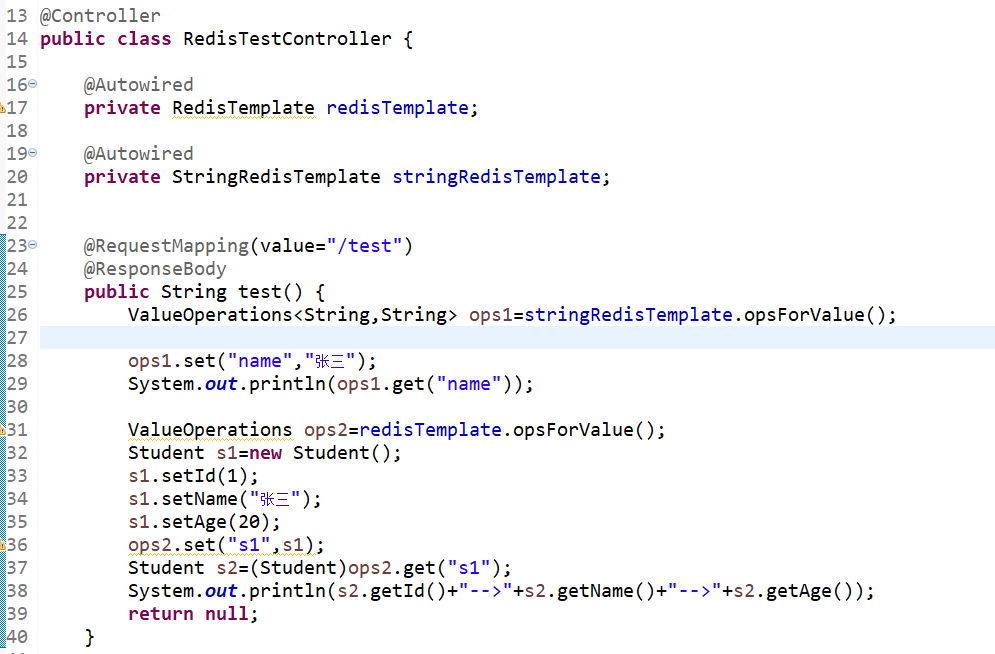 13 @Controller
14 public class RedisTestController {
15
16 @Autowired
17 private RedisTemplate redisTemplate;
18
19 @Autowired
20 private StringRedisTemplate stringRedisTemplate;
21
22
23 @RequestMapping(value="/test")
24 @ResponseBody
25 public String test() {
26 ValueOperations<String,String> ops1=stringRedisTemplate.opsForValue();
27
28 ops1.set("name","张三");
29 System.out.println(ops1.get("name"));
30
31 ValueOperations ops2=redisTemplate.opsForValue();
32 Student s1=new Student();
33 s1.setId(1);
34 s1.setName("张三");
35 s1.setAge(20);
36 ops2.set("s1",s1);
37 Student s2=(Student)ops2.get("s1");
38 System.out.println(s2.getId()+"-->"+s2.getName()+"-->"+s2.getAge());
39 return null;
40 }